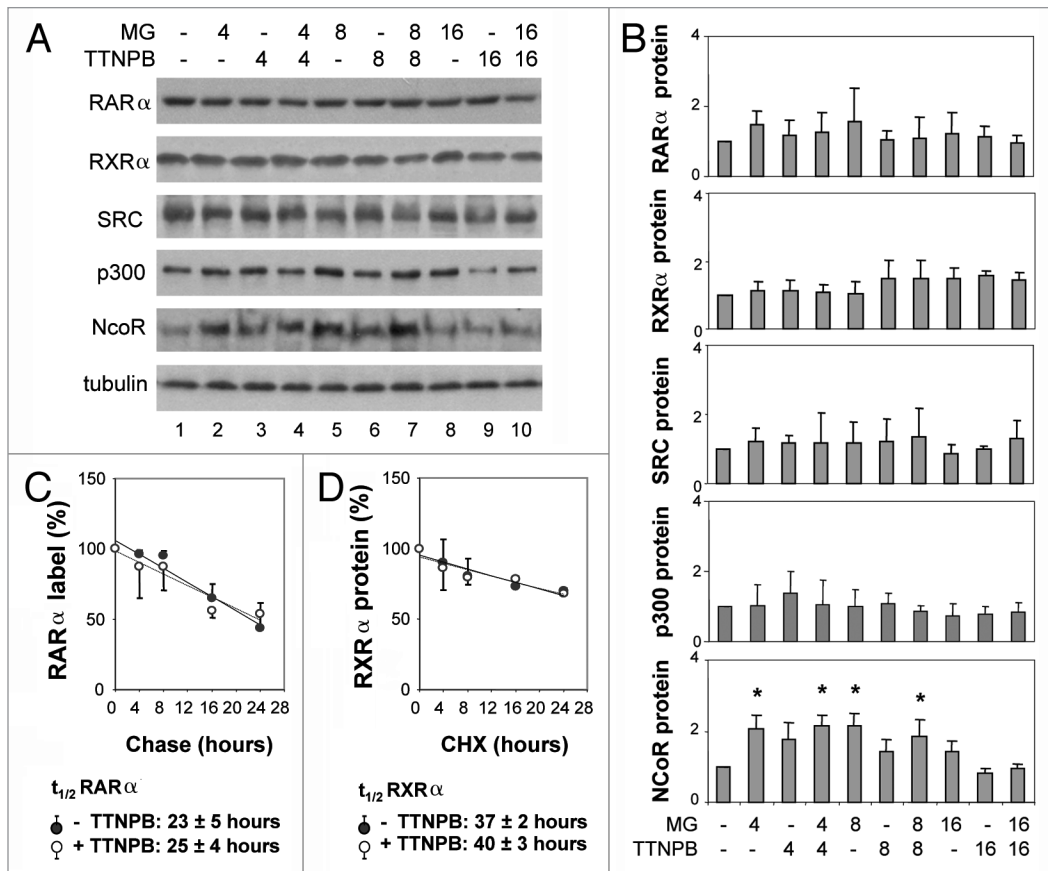 A
MG - 4 - 4 8 - 8 16 - 16
TTNPB - - 4 4 - 8 8 - 16 16
RARα
RXRα
SRC
p300
NcoR
tubulin
1 2 3 4 5 6 7 8 9 10
B
RARα protein
4
2
0
RXRα protein
4
2
0
SRC protein
4
2
0
p300 protein
4
2
0
NCoR protein
4
2
0
* * * *
MG - 4 - 4 8 - 8 16 - 16
TTNPB - - 4 4 - 8 8 - 16 16
C
RARα label (%)
150
100
50
0
0 4 8 12 16 20 24 28
Chase (hours)
t1/2 RARα
- TTNPB: 23 ± 5 hours
+ TTNPB: 25 ± 4 hours
D
RXRα protein (%)
150
100
50
0
0 4 8 12 16 20 24 28
CHX (hours)
t1/2 RXRα
- TTNPB: 37 ± 2 hours
+ TTNPB: 40 ± 3 hours